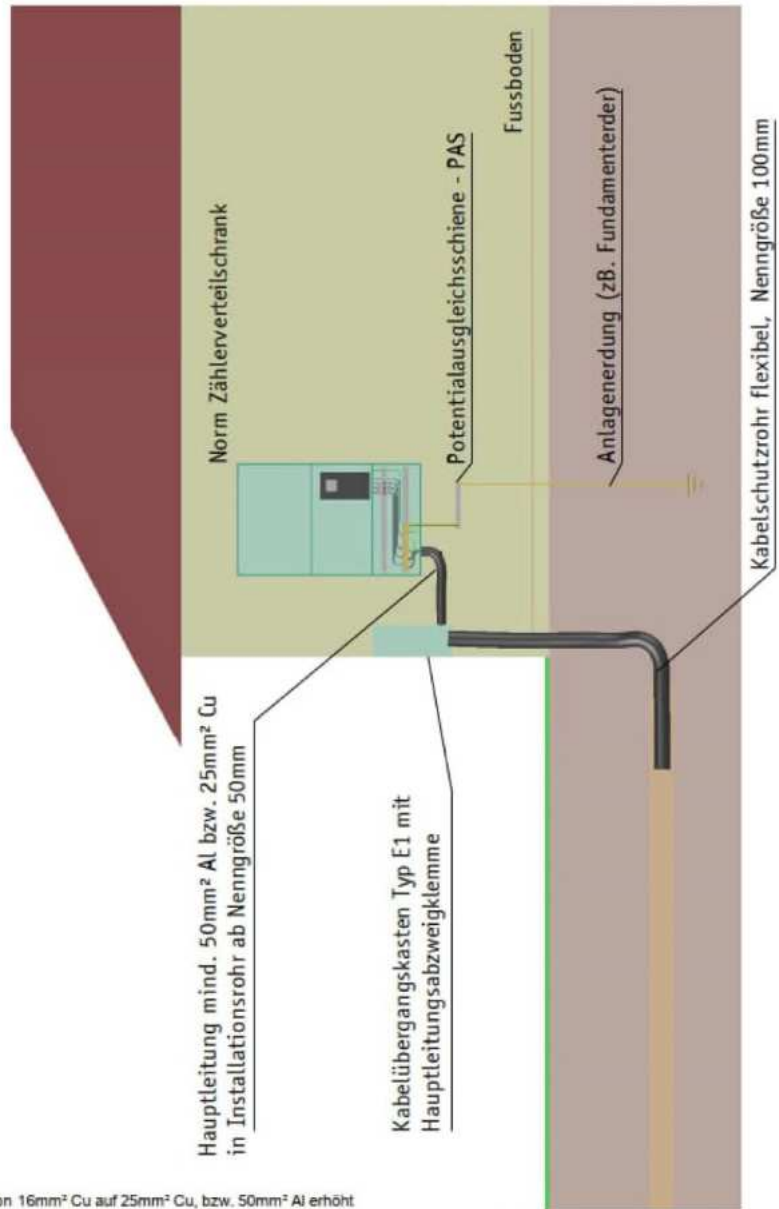 Norm Zählerverteilschrank
Hauptleitung mind. 50mm² Al bzw. 25mm² Cu
in Installationsrohr ab Nenngröße 50mm
Kabelübergangskasten Typ E1 mit
Hauptleitungsabzweigklemme
Potentialausgleichsschiene - PAS
Fussboden
Anlagenerdung (zB. Fundamenterder)
Kabelschutzrohr flexibel, Nenngröße 100mm
on 16mm² Cu auf 25mm² Cu, bzw. 50mm² Al erhöht